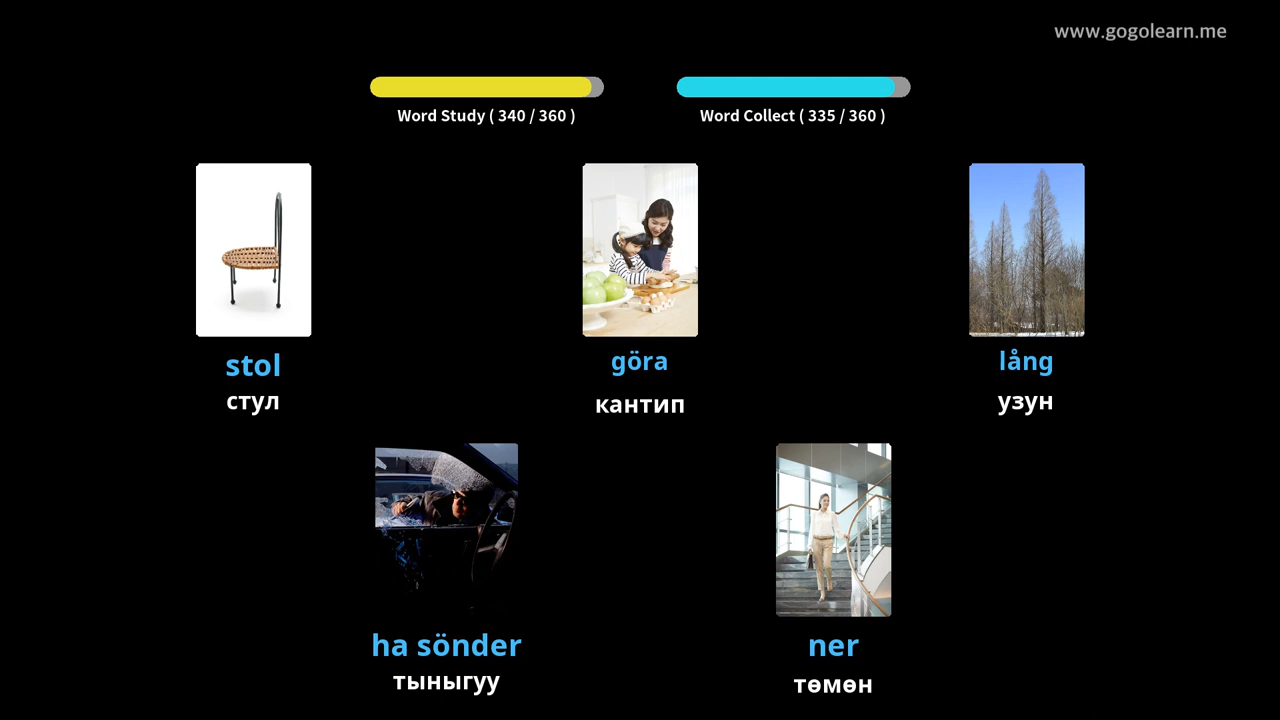 www.gogolearn.me
Word Study ( 340 / 360 )
Word Collect ( 335 / 360 )
stol
стул
göra
кантип
lång
узун
ha sönder
тыныгуу
ner
төмөн